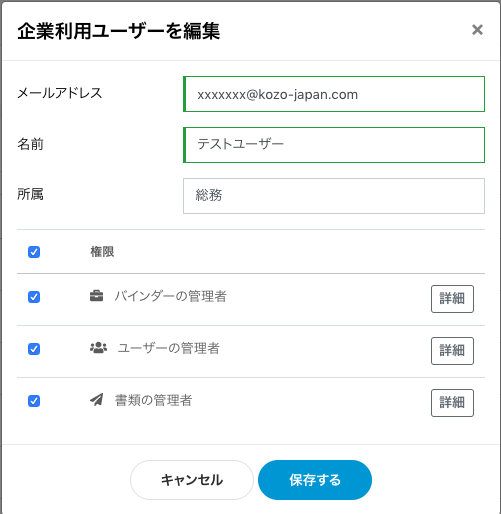 企業利用ユーザーを編集 ×
メールアドレス xxxxxxx@kozo-japan.com
名前 テストユーザー
所属 総務
権限
バインダーの管理者 詳細
ユーザーの管理者 詳細
書類の管理者 詳細
キャンセル 保存する